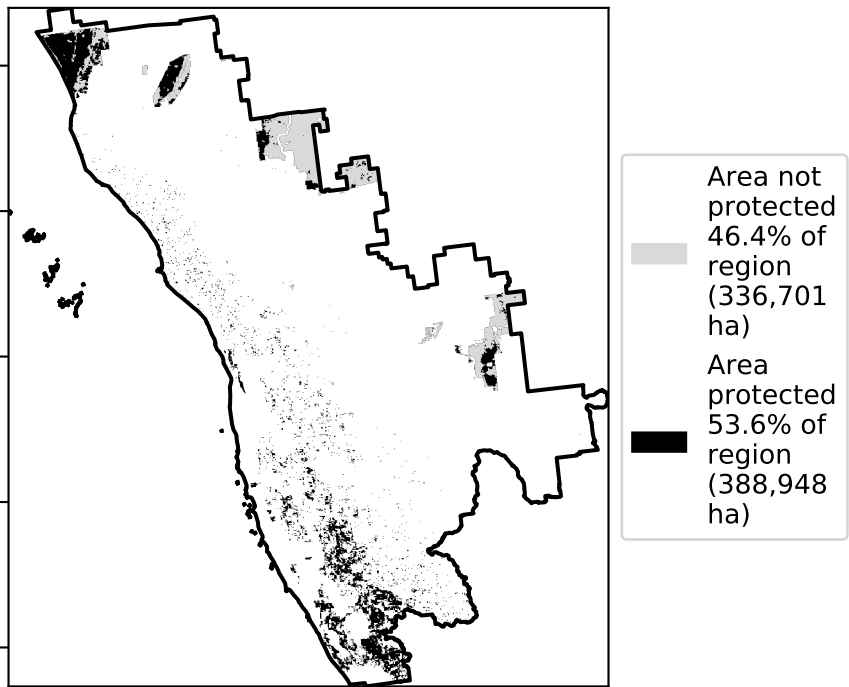 Area not
protected
46.4% of
region
(336,701
ha)
Area
protected
53.6% of
region
(388,948
ha)